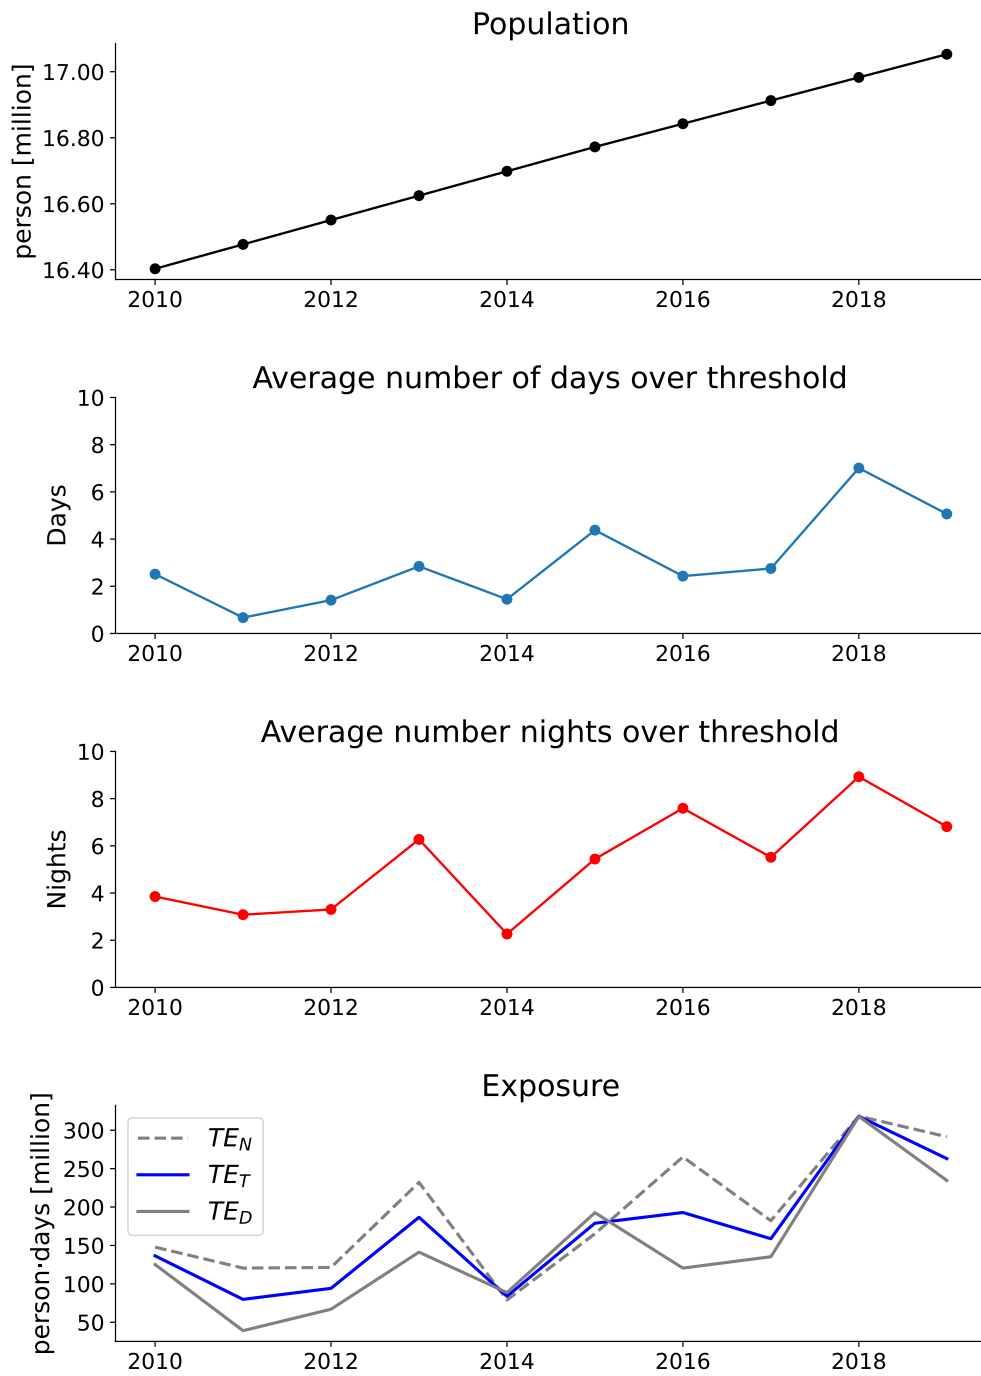 Population
person [million]
17.00
16.80
16.60
16.40
2010 2012 2014 2016 2018
Average number of days over threshold
Days
10
8
6
4
2
0
2010 2012 2014 2016 2018
Average number nights over threshold
Nights
10
8
6
4
2
0
2010 2012 2014 2016 2018
Exposure
person·days [million]
300
250
200
150
100
50
TE_N
TE_T
TE_D
2010 2012 2014 2016 2018